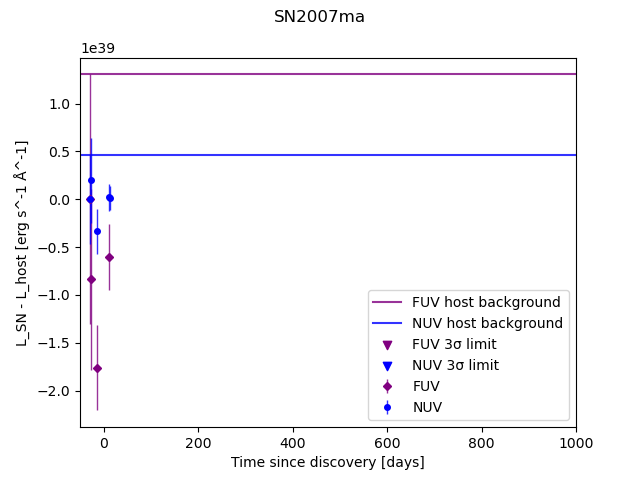 SN2007ma
1e39
1.0
0.5
0.0
−0.5
−1.0
−1.5
−2.0
L_SN - L_host [erg s^-1 Å^-1]
FUV host background
NUV host background
FUV 3σ limit
NUV 3σ limit
FUV
NUV
0 200 400 600 800 1000
Time since discovery [days]